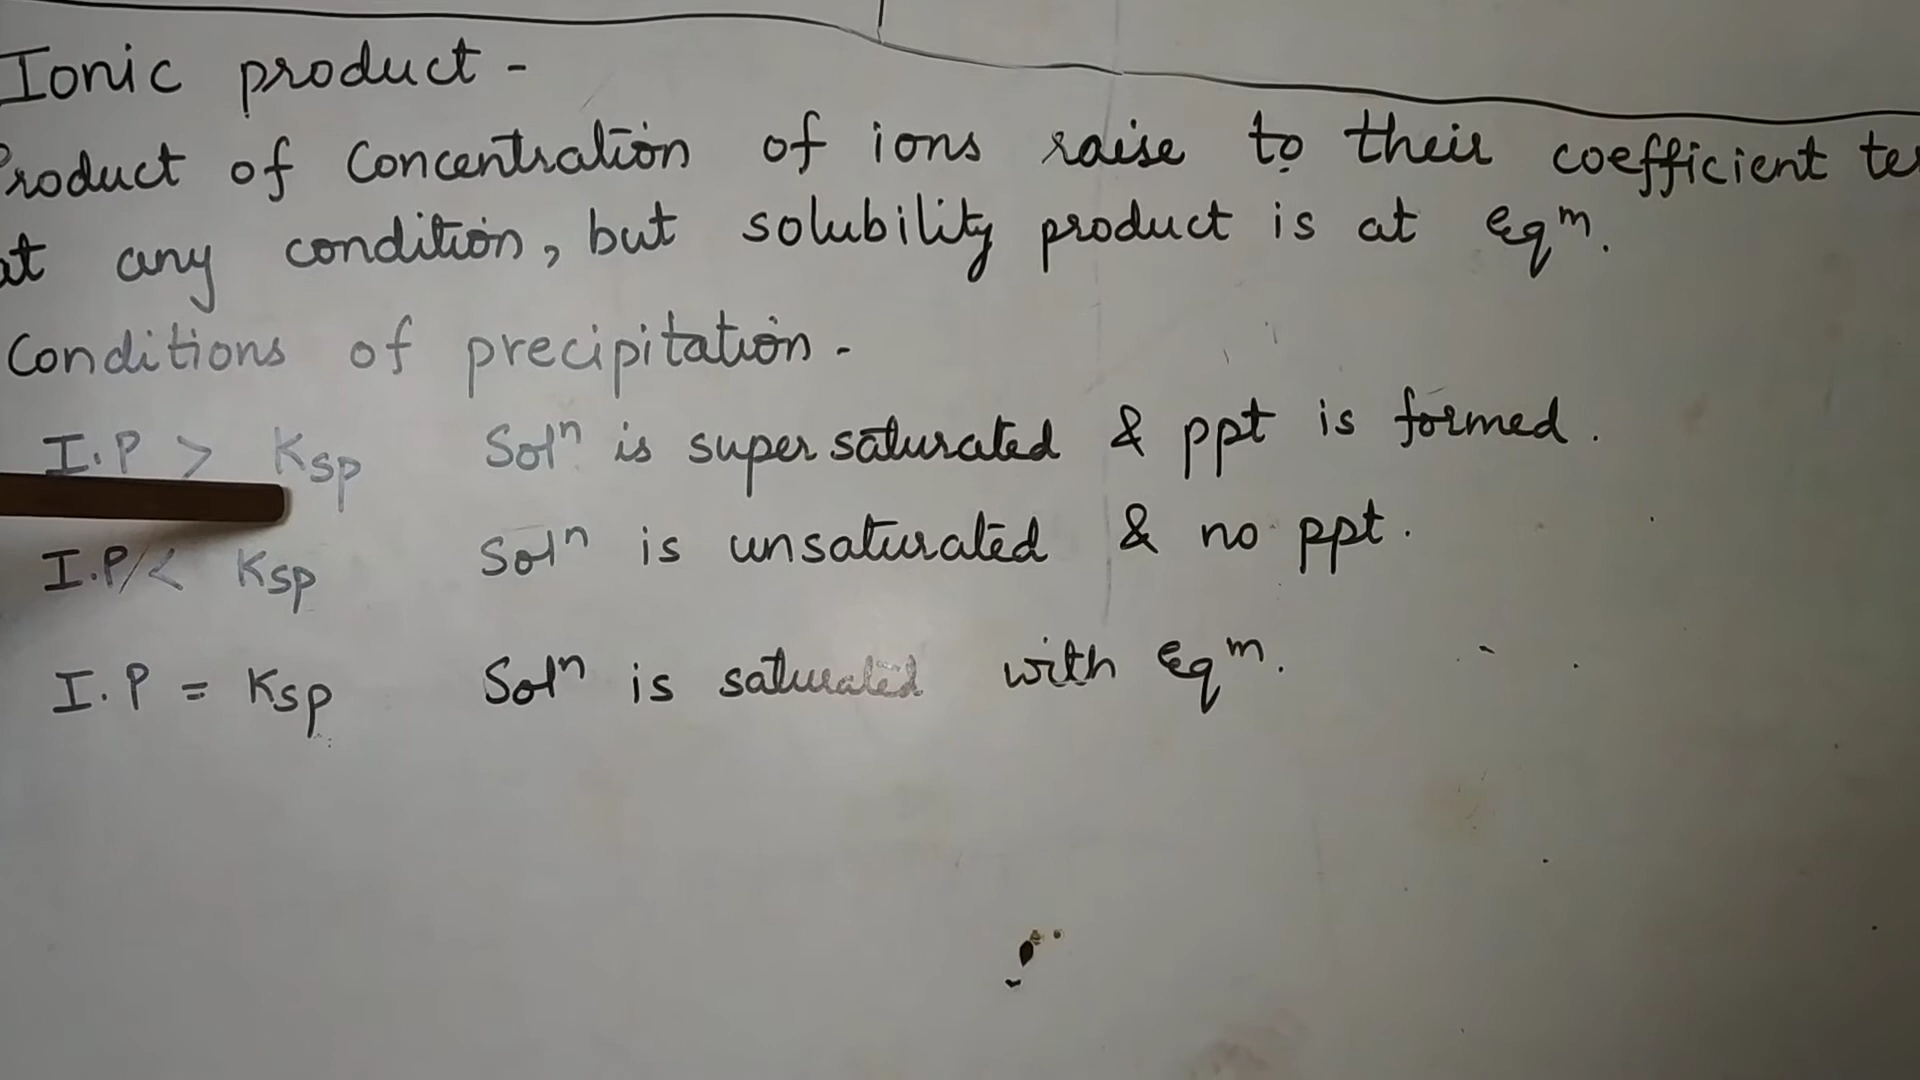 Ionic product -
Product of Concentration of ions raise to their coefficient
at any condition, but solubility product is at eqᵐ.
Conditions of precipitation -
I.P > Ksp Solⁿ is super saturated & ppt is formed.
I.P < Ksp Solⁿ is unsaturated & no ppt.
I.P = Ksp Solⁿ is saturated with Eqᵐ.